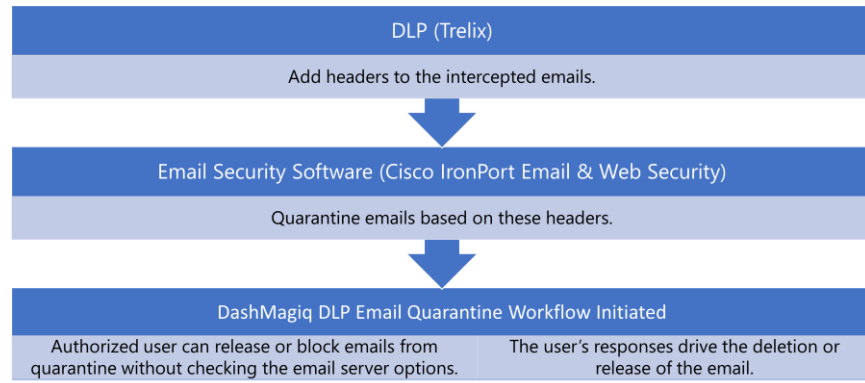 DLP (Trelix)
Add headers to the intercepted emails.
Email Security Software (Cisco IronPort Email & Web Security)
Quarantine emails based on these headers.
DashMagiq DLP Email Quarantine Workflow Initiated
Authorized user can release or block emails from
quarantine without checking the email server options.
The user’s responses drive the deletion or
release of the email.